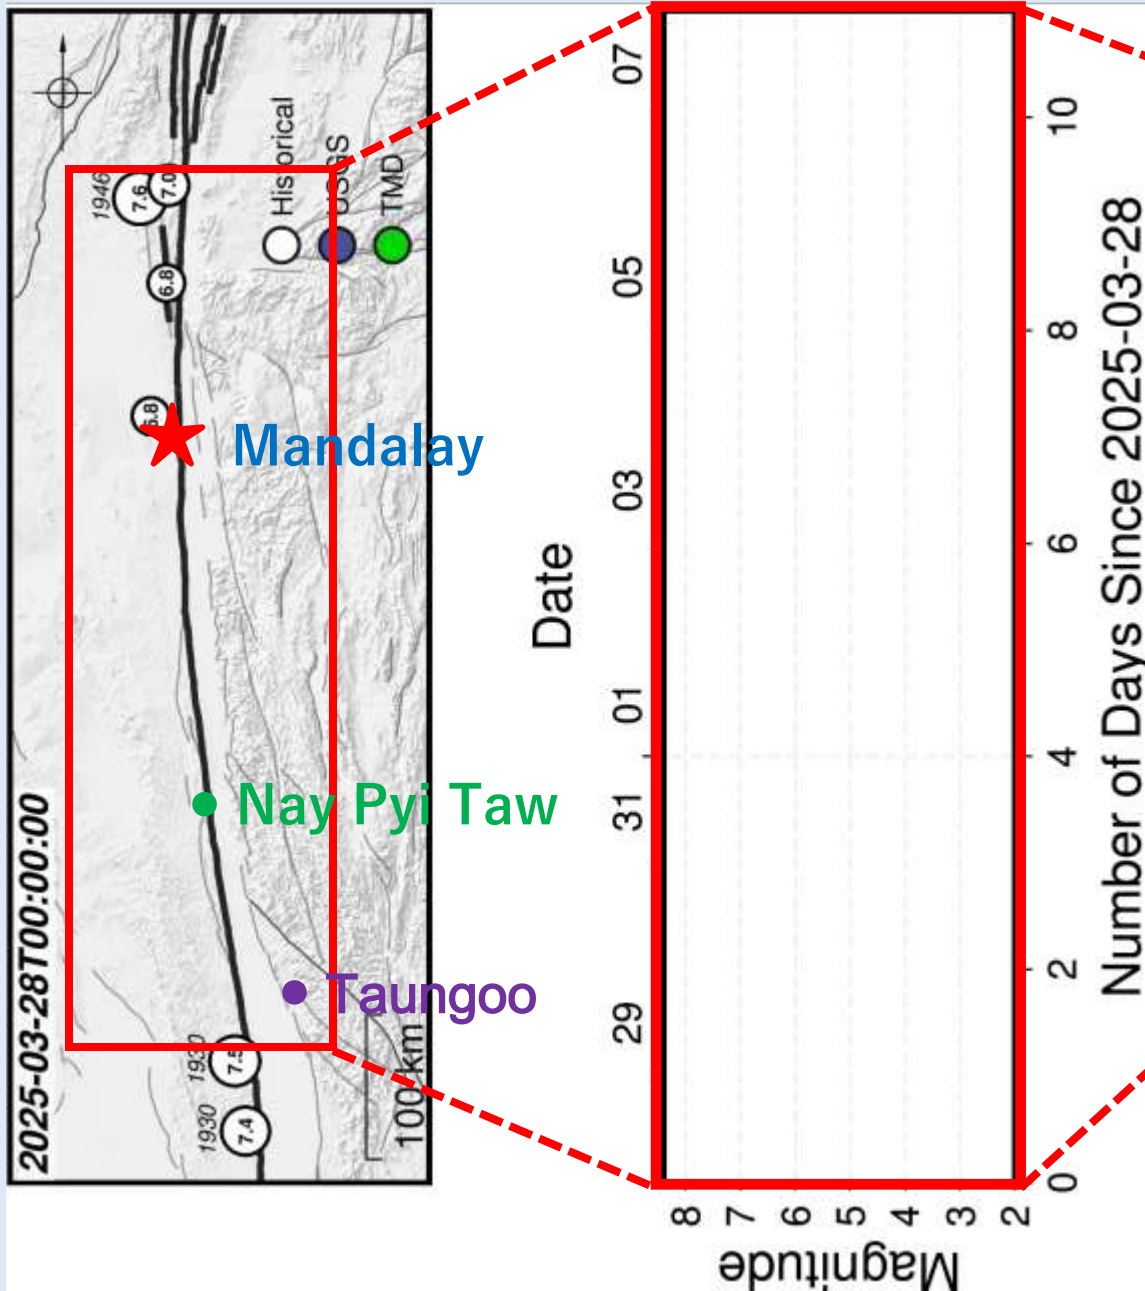 2025-03-28T00:00:00
1946
7.6
7.0
6.8
6.8
Historical
USGS
TMD
Mandalay
Nay Pyi Taw
Taungoo
1930
7.5
1930
7.4
100 km
Date
29
31
01
03
05
07
8
7
6
5
4
3
2
Magnitude
0
2
4
6
8
10
Number of Days Since 2025-03-28